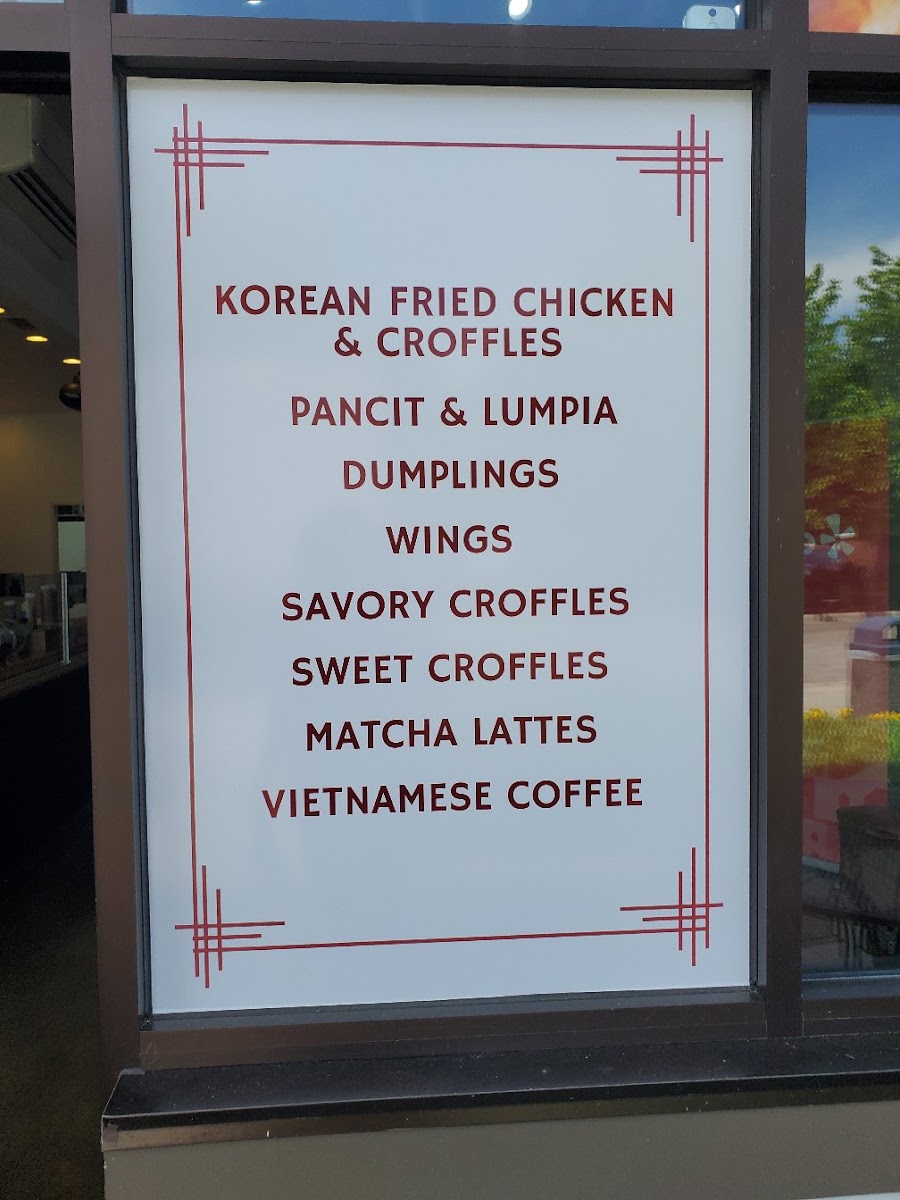 KOREAN FRIED CHICKEN
& CROFFLES
PANCIT & LUMPIA
DUMPLINGS
WINGS
SAVORY CROFFLES
SWEET CROFFLES
MATCHA LATTES
VIETNAMESE COFFEE